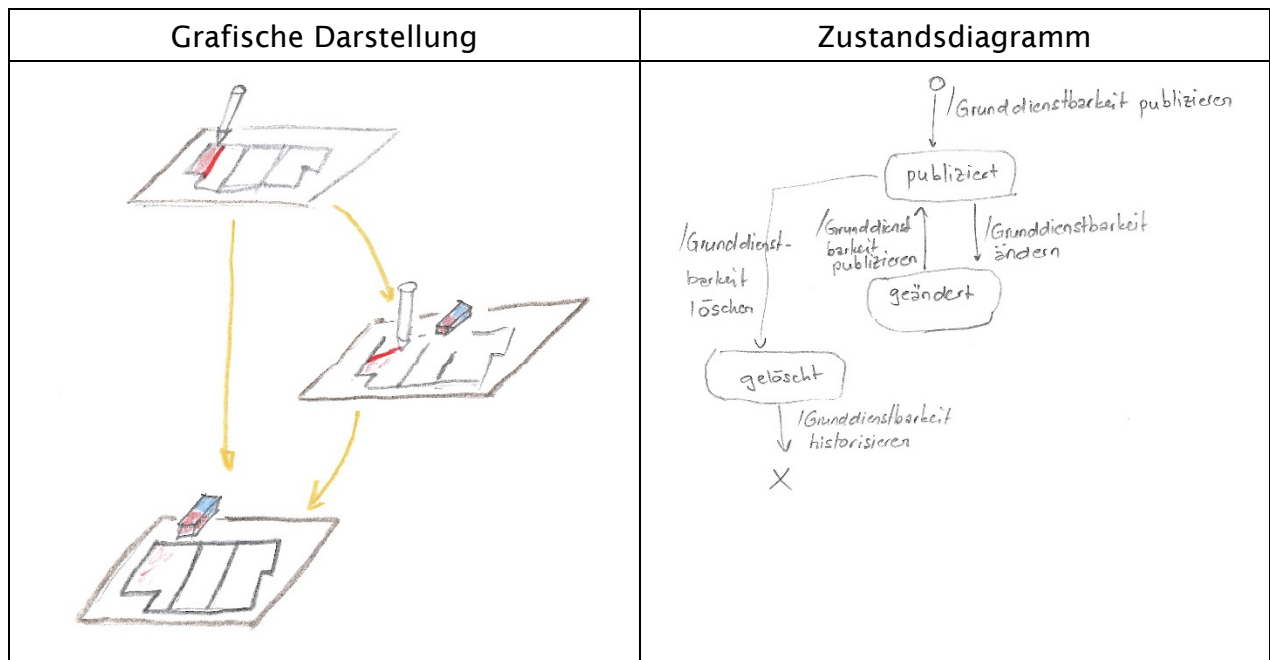 Grafische Darstellung
Zustandsdiagramm
/Grunddienstbarkeit publizieren
publiziert
/Grunddienst-
barkeit
löschen
/Grunddienst
barkeit
publizieren
/Grunddienstbarkeit
ändern
geändert
gelöscht
/Grunddienstbarkeit
historisieren
X